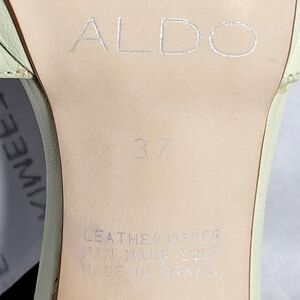 ALDO
37
LEATHER UPPER
MAN MADE SOLE
MADE IN BRAZIL